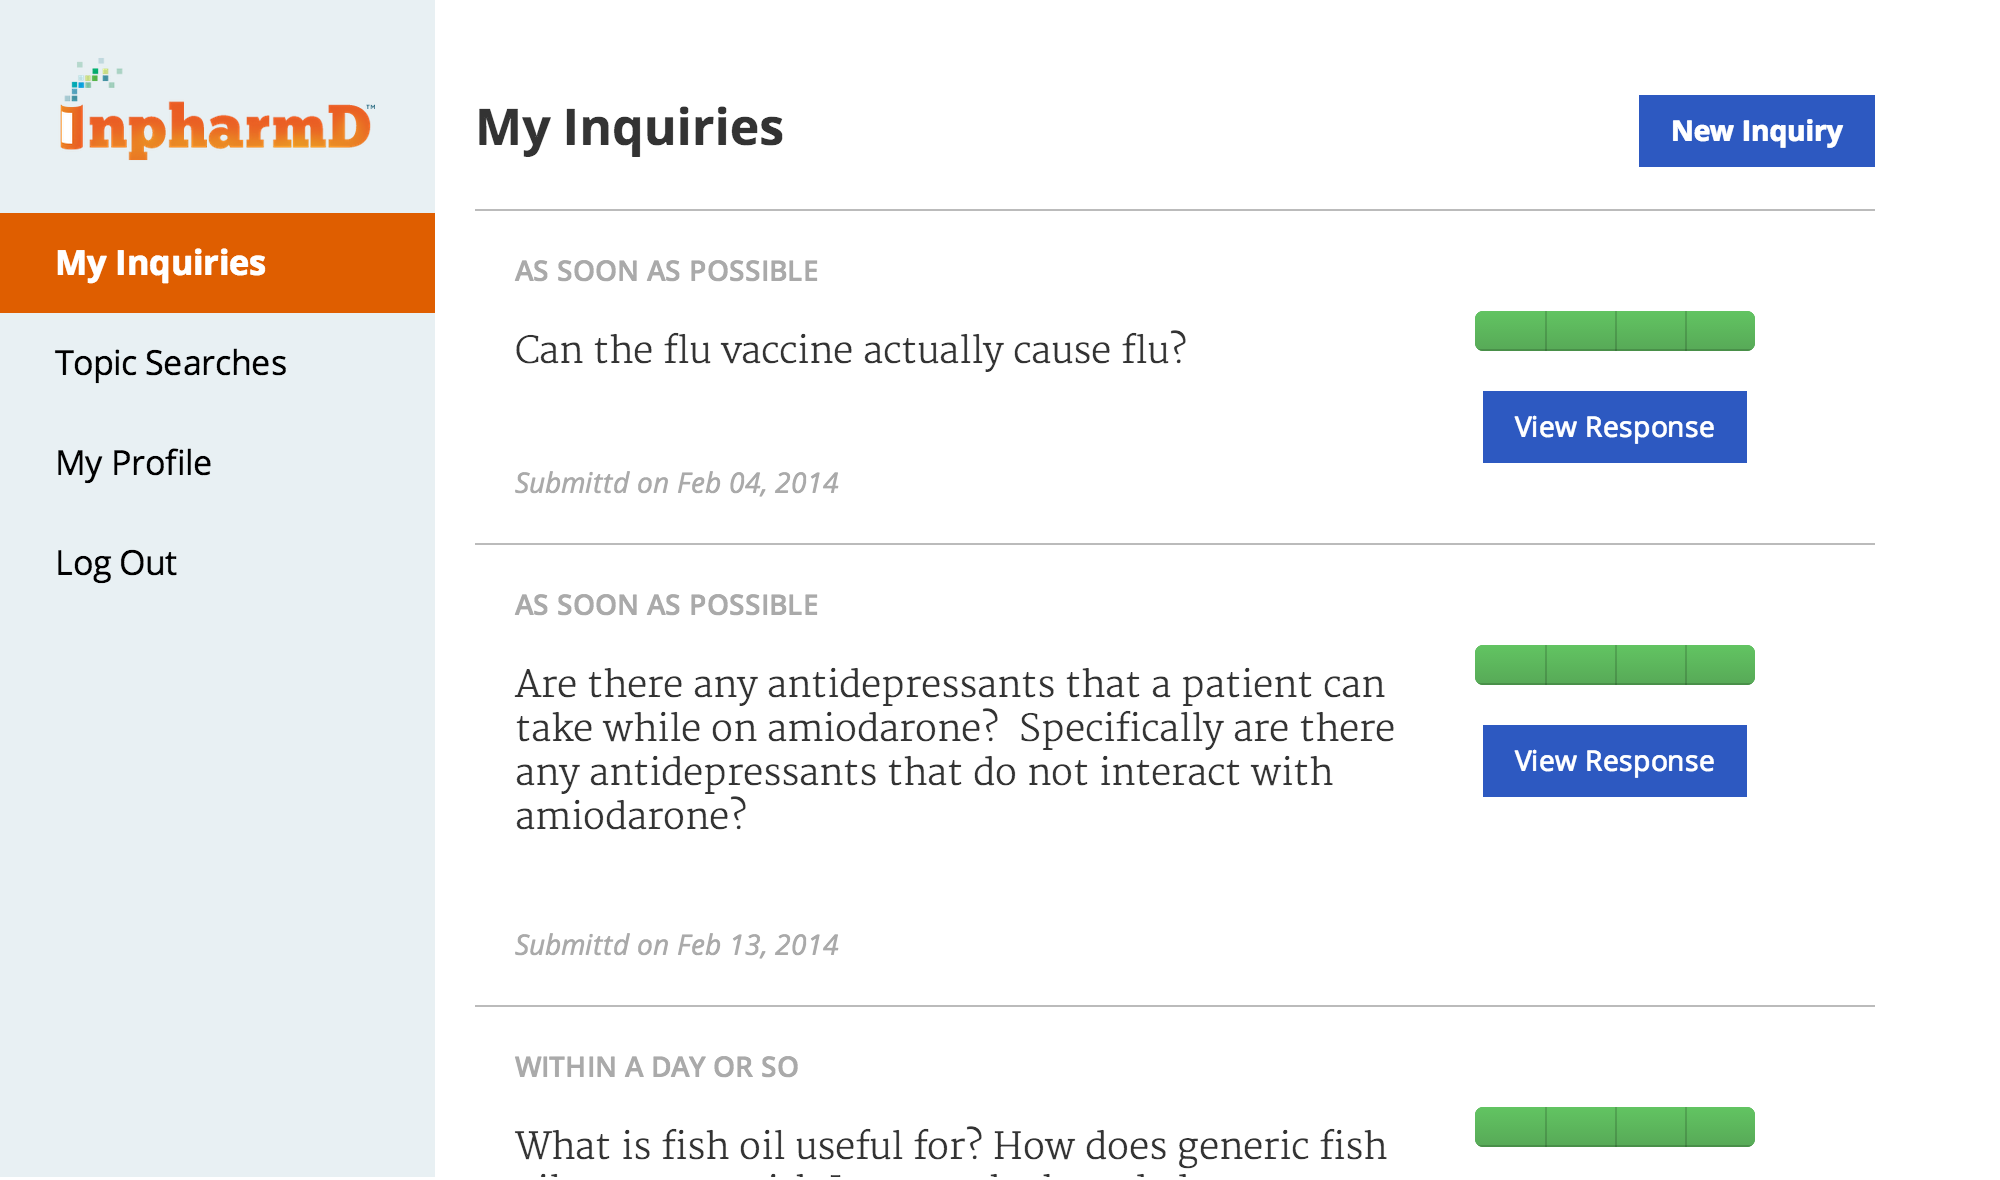 InpharmD™
My Inquiries
Topic Searches
My Profile
Log Out
My Inquiries
New Inquiry
AS SOON AS POSSIBLE
Can the flu vaccine actually cause flu?
View Response
Submittd on Feb 04, 2014
AS SOON AS POSSIBLE
Are there any antidepressants that a patient can
take while on amiodarone?  Specifically are there
any antidepressants that do not interact with
amiodarone?
View Response
Submittd on Feb 13, 2014
WITHIN A DAY OR SO
What is fish oil useful for? How does generic fish